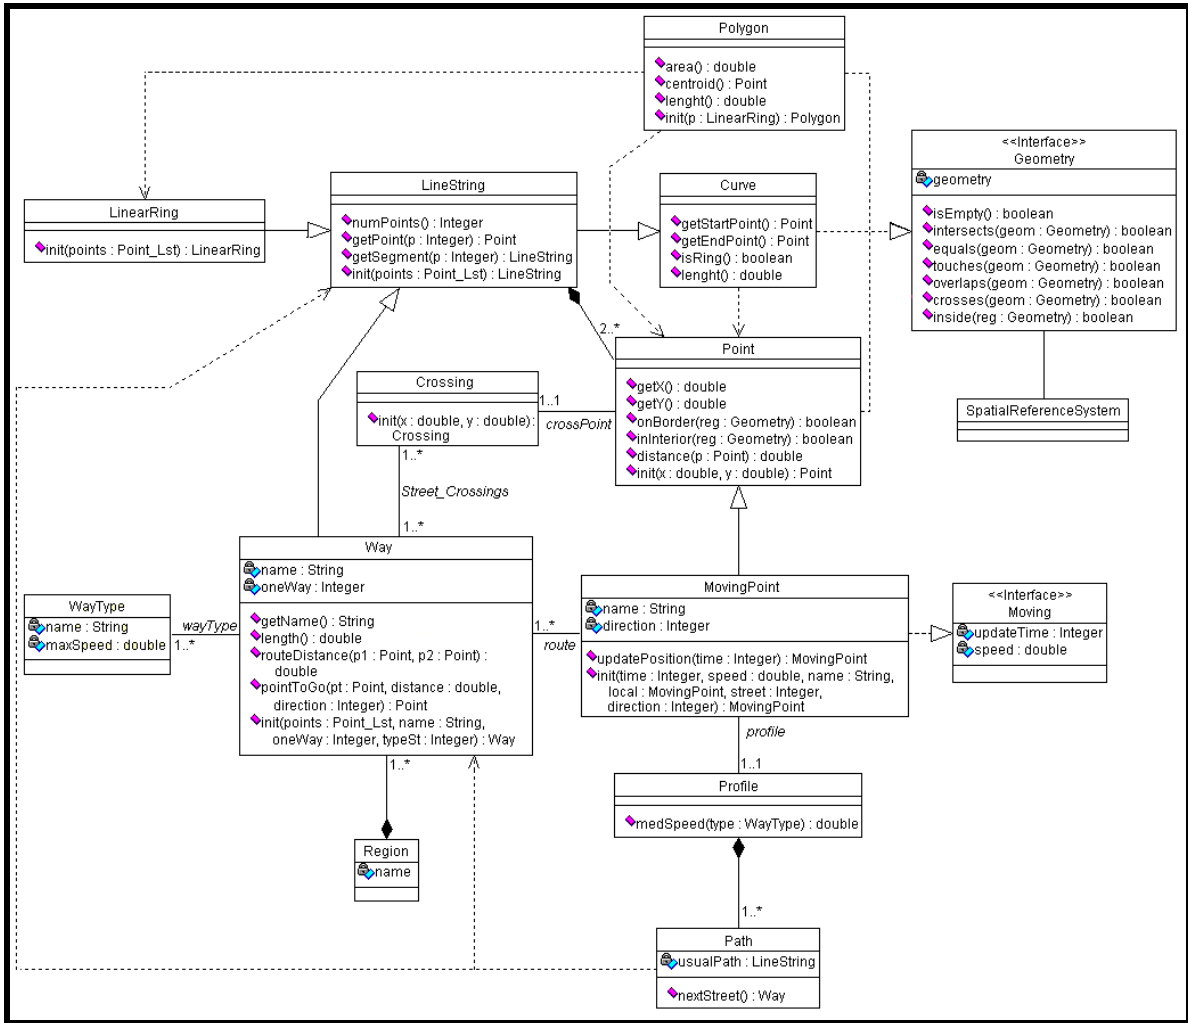 Polygon
area() : double
centroid() : Point
lenght() : double
init(p : LinearRing) : Polygon
<<Interface>>
Geometry
geometry
isEmpty() : boolean
intersects(geom : Geometry) : boolean
equals(geom : Geometry) : boolean
touches(geom : Geometry) : boolean
overlaps(geom : Geometry) : boolean
crosses(geom : Geometry) : boolean
inside(reg : Geometry) : boolean
LineString
numPoints() : Integer
getPoint(p : Integer) : Point
getSegment(p : Integer) : LineString
init(points : Point_Lst) : LineString
Curve
getStartPoint() : Point
getEndPoint() : Point
isRing() : boolean
lenght() : double
LinearRing
init(points : Point_Lst) : LinearRing
2..*
Point
getX() : double
getY() : double
onBorder(reg : Geometry) : boolean
inInterior(reg : Geometry) : boolean
distance(p : Point) : double
init(x : double, y : double) : Point
Crossing
init(x : double, y : double) :
Crossing
1..1
crossPoint
SpatialReferenceSystem
1..*
Street_Crossings
1..*
Way
name : String
oneWay : Integer
getName() : String
length() : double
routeDistance(p1 : Point, p2 : Point) :
double
pointToGo(pt : Point, distance : double,
direction : Integer) : Point
init(points : Point_Lst, name : String,
oneWay : Integer, typeSt : Integer) : Way
WayType
name : String
maxSpeed : double
wayType
1..*
1..*
route
MovingPoint
name : String
direction : Integer
updatePosition(time : Integer) : MovingPoint
init(time : Integer, speed : double, name : String,
local : MovingPoint, street : Integer,
direction : Integer) : MovingPoint
<<Interface>>
Moving
updateTime : Integer
speed : double
profile
1..1
Profile
medSpeed(type : WayType) : double
1..*
Region
name
1..*
Path
usualPath : LineString
nextStreet() : Way